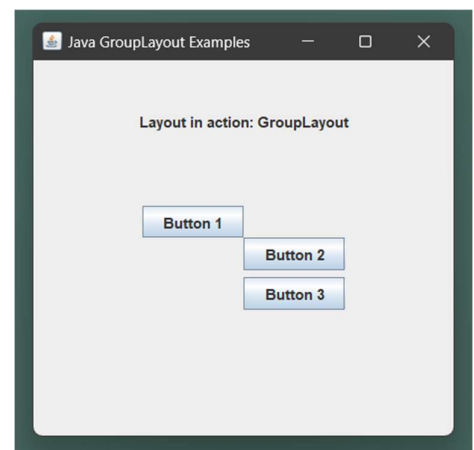 Java GroupLayout Examples
Layout in action: GroupLayout
Button 1
Button 2
Button 3